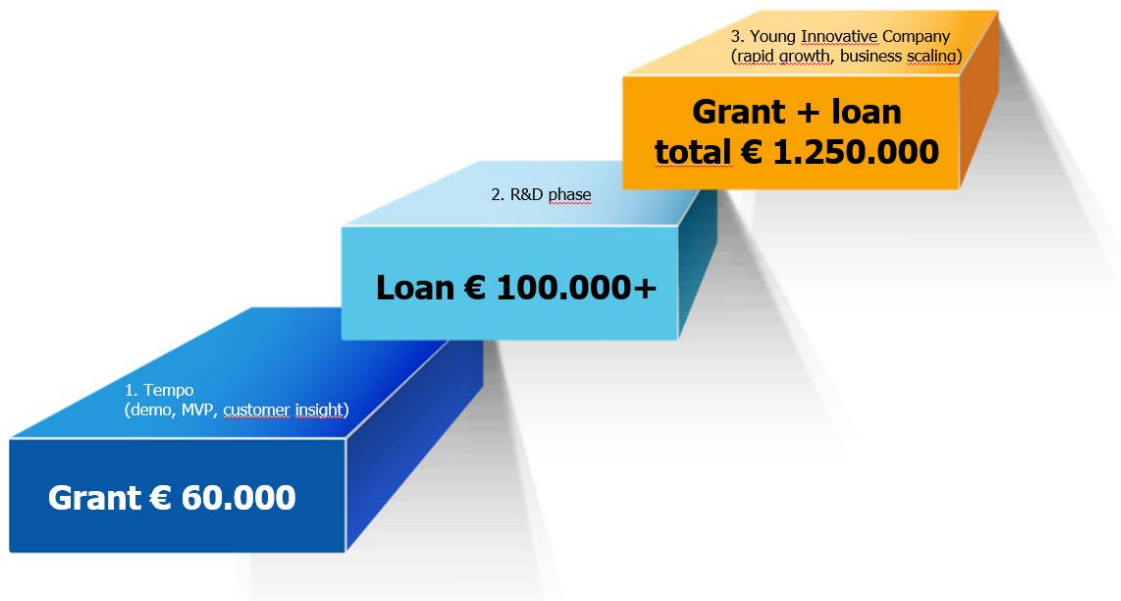 3. Young Innovative Company
(rapid growth, business scaling)
Grant + loan
total € 1.250.000
2. R&D phase
Loan € 100.000+
1. Tempo
(demo, MVP, customer insight)
Grant € 60.000